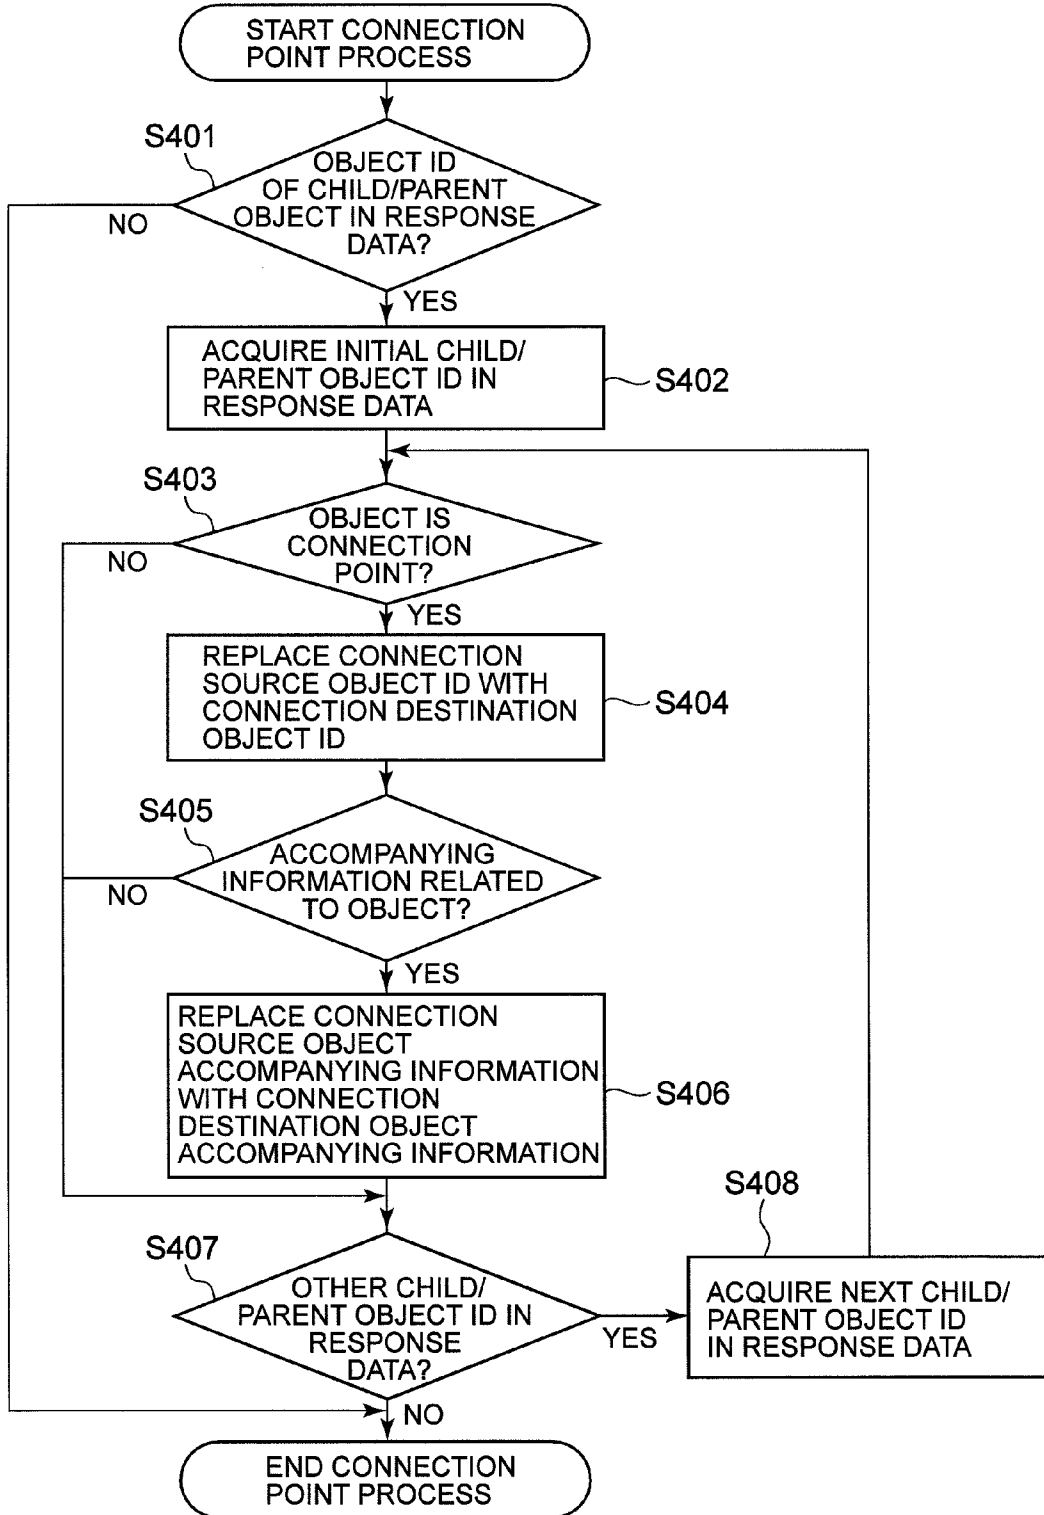 START CONNECTION
POINT PROCESS
S401
OBJECT ID
OF CHILD/PARENT
OBJECT IN RESPONSE
DATA?
NO
YES
ACQUIRE INITIAL CHILD/
PARENT OBJECT ID IN
RESPONSE DATA
S402
S403
OBJECT IS
CONNECTION
POINT?
NO
YES
REPLACE CONNECTION
SOURCE OBJECT ID WITH
CONNECTION DESTINATION
OBJECT ID
S404
S405
ACCOMPANYING
INFORMATION RELATED
TO OBJECT?
NO
YES
REPLACE CONNECTION
SOURCE OBJECT
ACCOMPANYING INFORMATION
WITH CONNECTION
DESTINATION OBJECT
ACCOMPANYING INFORMATION
S406
S407
OTHER CHILD/
PARENT OBJECT ID IN
RESPONSE
DATA?
YES
S408
ACQUIRE NEXT CHILD/
PARENT OBJECT ID
IN RESPONSE DATA
NO
END CONNECTION
POINT PROCESS